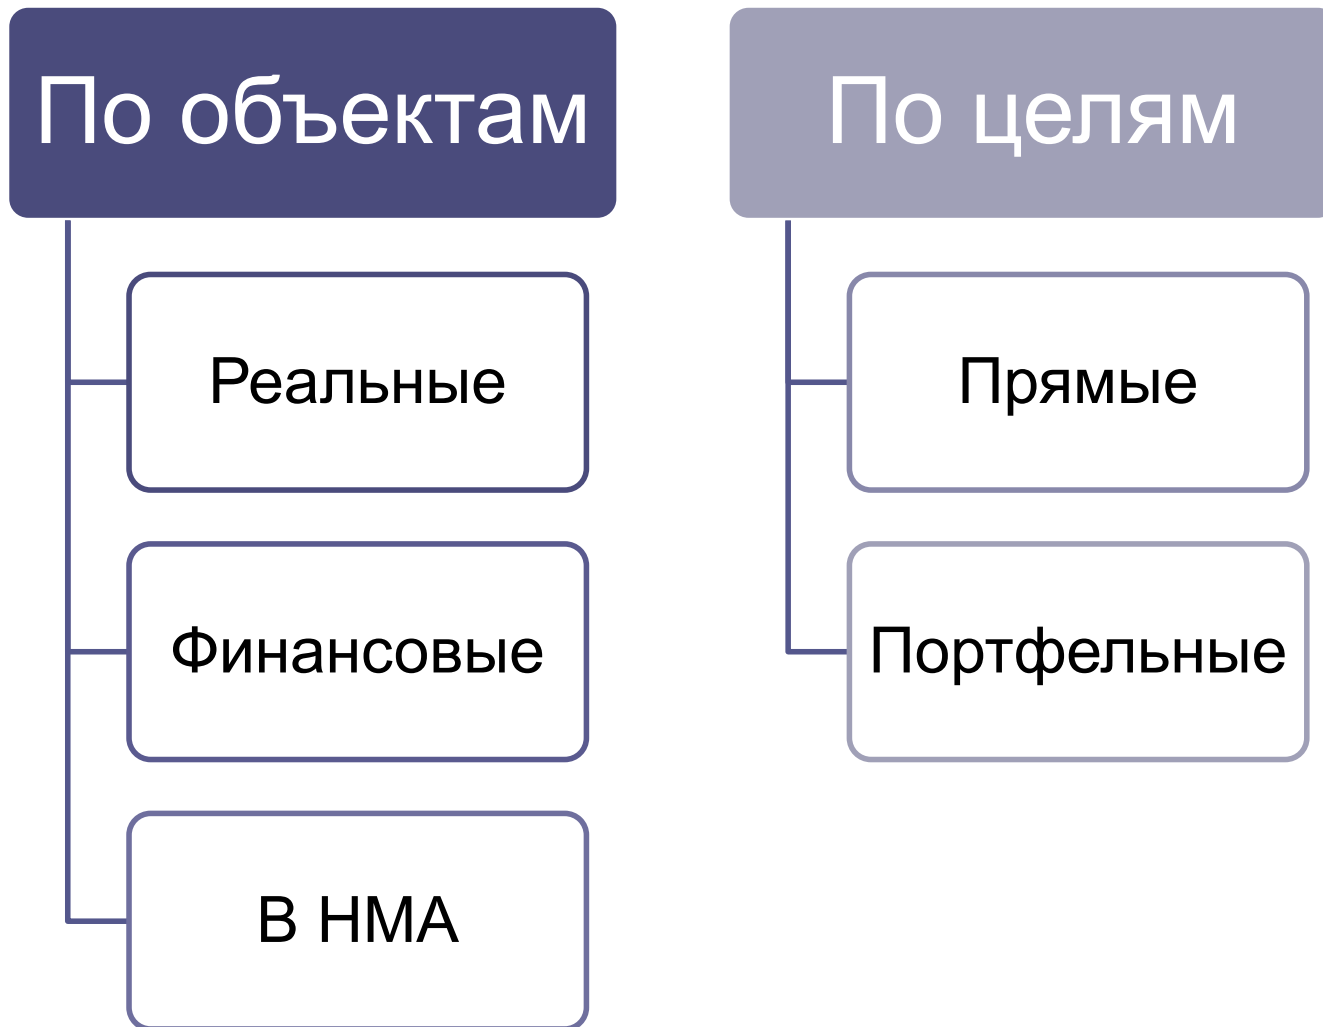 По объектам
Реальные
Финансовые
В НМА
По целям
Прямые
Портфельные